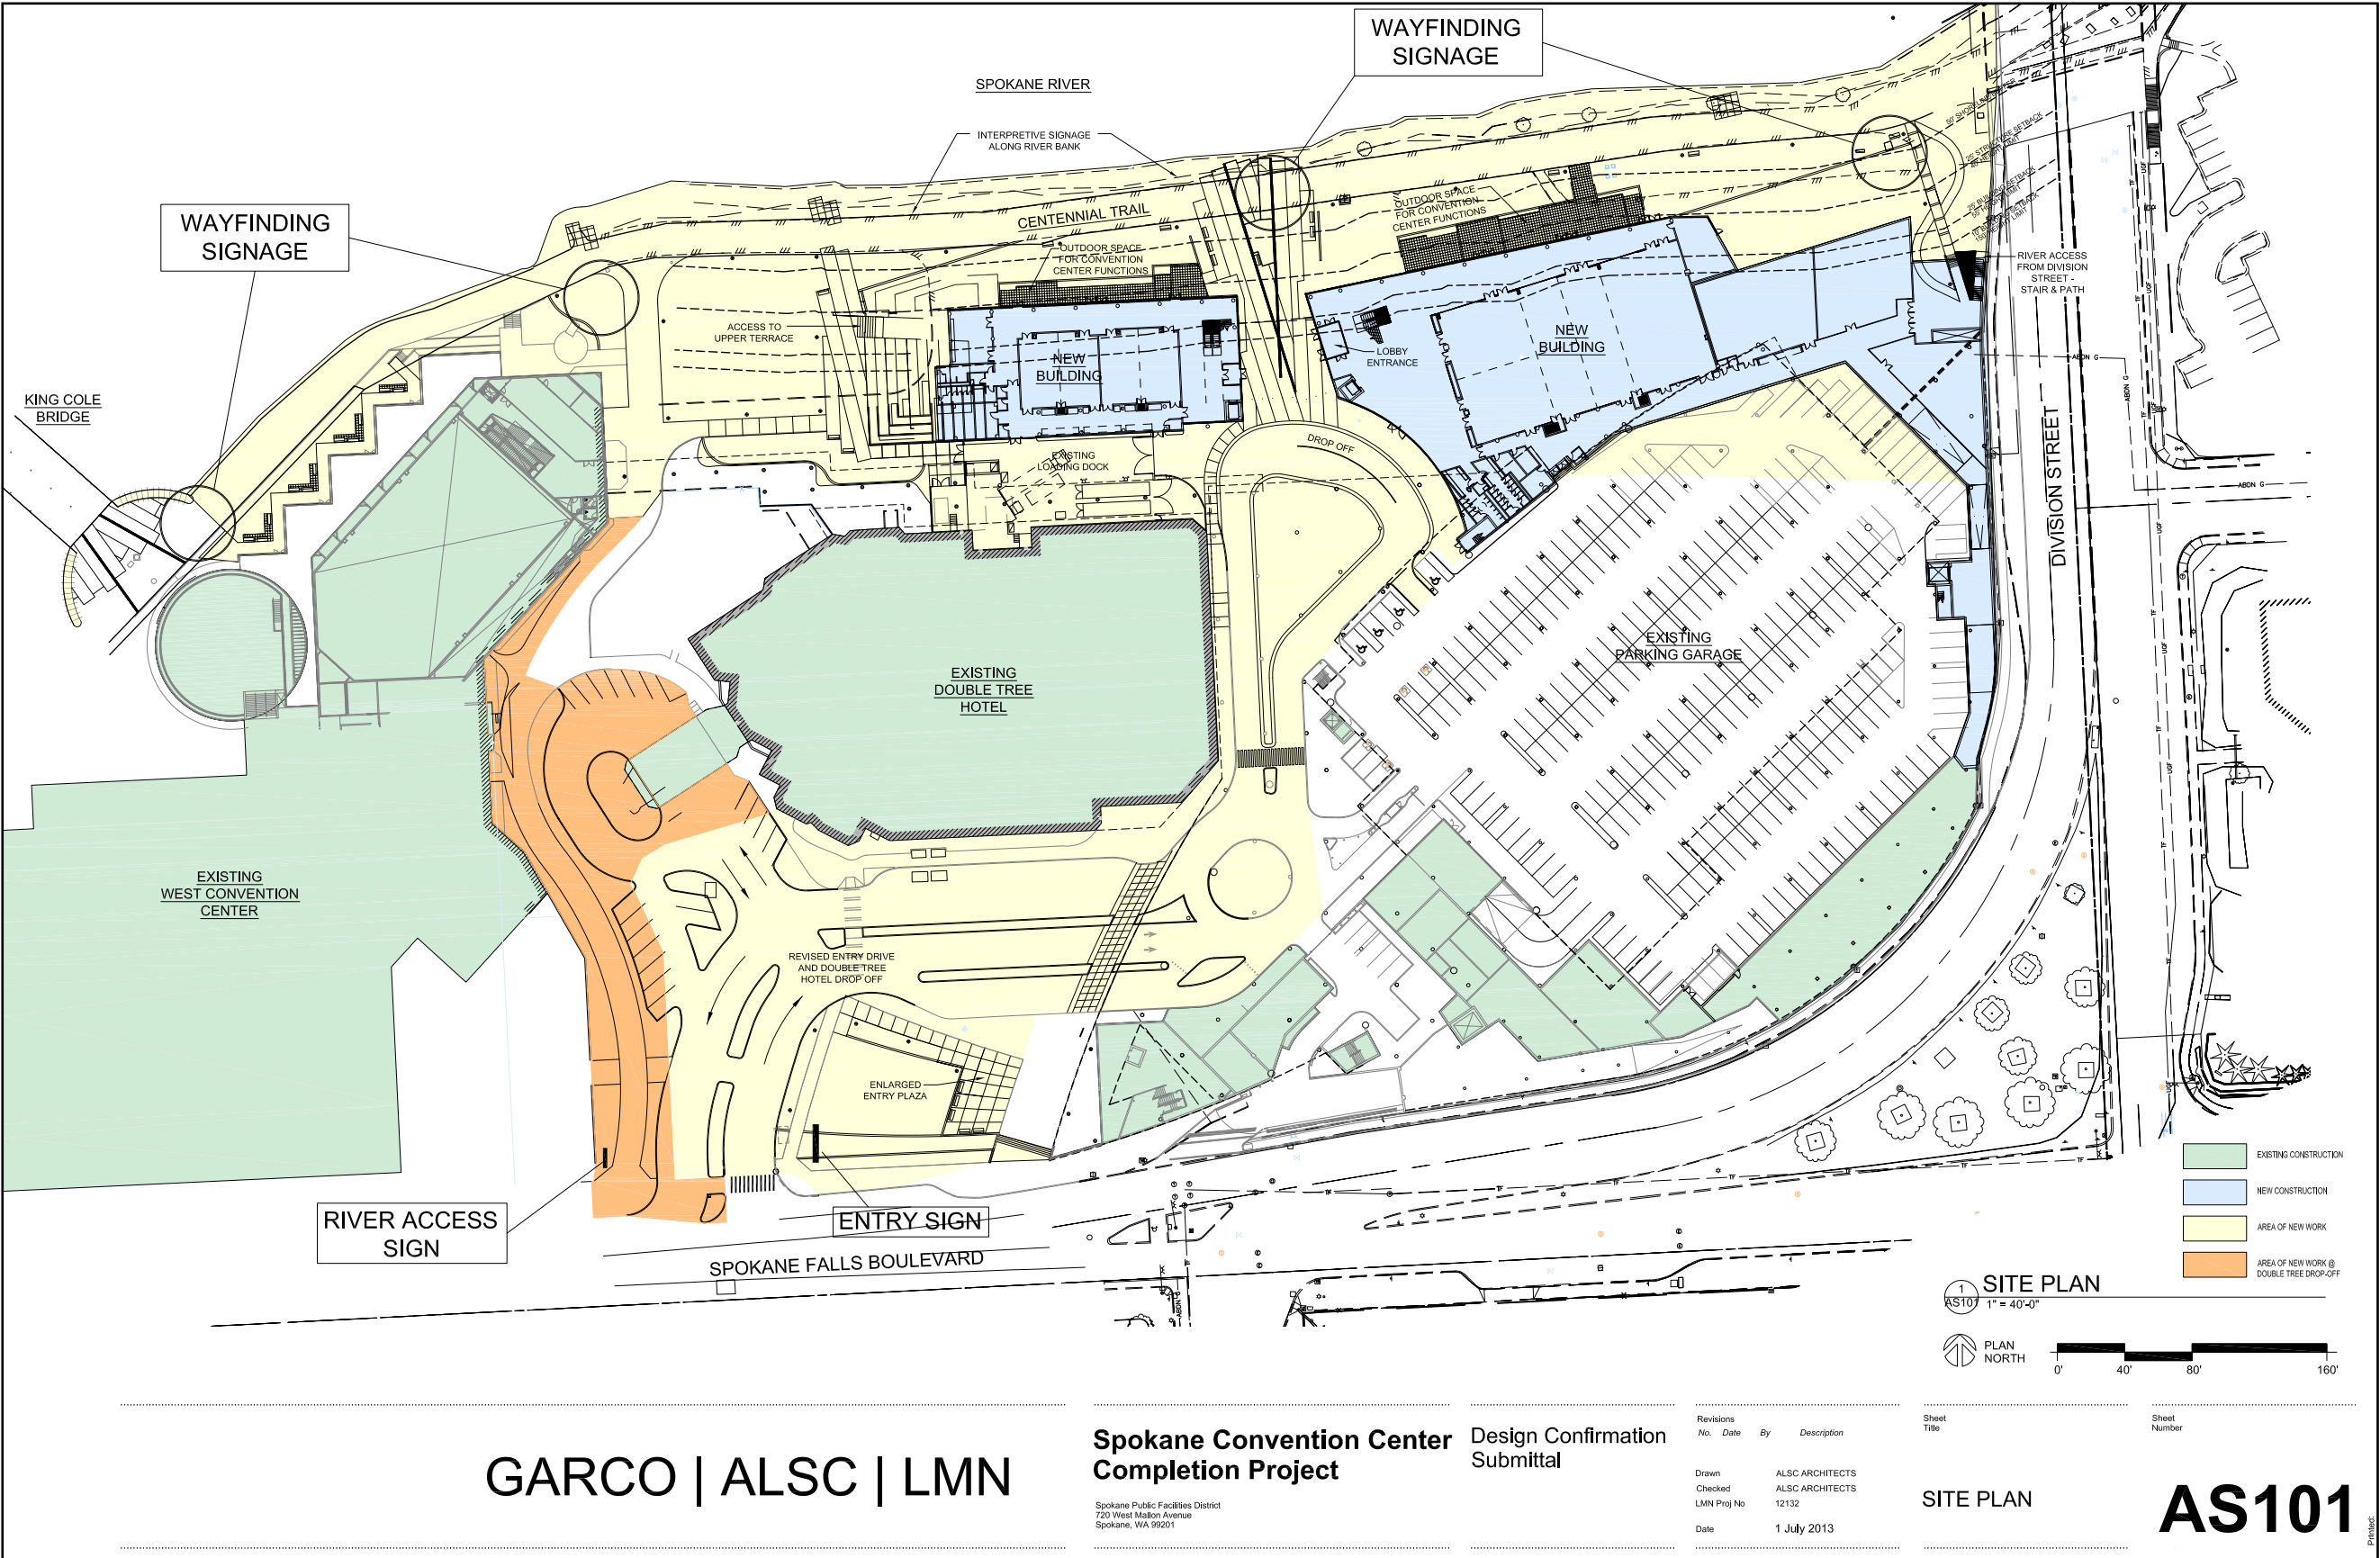 WAYFINDING
SIGNAGE
SPOKANE RIVER
INTERPRETIVE SIGNAGE
ALONG RIVER BANK
WAYFINDING
SIGNAGE
CENTENNIAL TRAIL
OUTDOOR SPACE
FOR CONVENTION
CENTER FUNCTIONS
OUTDOOR SPACE
FOR CONVENTION
CENTER FUNCTIONS
50' SHORELINE BUFFER
RIVER ACCESS
FROM DIVISION
STREET -
STAIR & PATH
ACCESS TO
UPPER TERRACE
NEW
BUILDING
LOBBY
ENTRANCE
NEW
BUILDING
KING COLE
BRIDGE
EXISTING
LOADING DOCK
DROP OFF
DIVISION STREET
ABDN G
ABDN G
ABDN G
EXISTING
DOUBLE TREE
HOTEL
EXISTING
PARKING GARAGE
EXISTING
WEST CONVENTION
CENTER
REVISED ENTRY DRIVE
AND DOUBLE TREE
HOTEL DROP OFF
ENLARGED
ENTRY PLAZA
RIVER ACCESS
SIGN
ENTRY SIGN
SPOKANE FALLS BOULEVARD
ABDN G
EXISTING CONSTRUCTION
NEW CONSTRUCTION
AREA OF NEW WORK
AREA OF NEW WORK @
DOUBLE TREE DROP-OFF
1
AS101
SITE PLAN
1" = 40'-0"
PLAN
NORTH
0' 40' 80' 160'
GARCO | ALSC | LMN
Spokane Convention Center
Completion Project
Spokane Public Facilities District
720 West Mallon Avenue
Spokane, WA 99201
Design Confirmation
Submittal
Revisions
No. Date By Description
Drawn ALSC ARCHITECTS
Checked ALSC ARCHITECTS
LMN Proj No 12132
Date 1 July 2013
Sheet
Title
SITE PLAN
Sheet
Number
AS101
Printed: